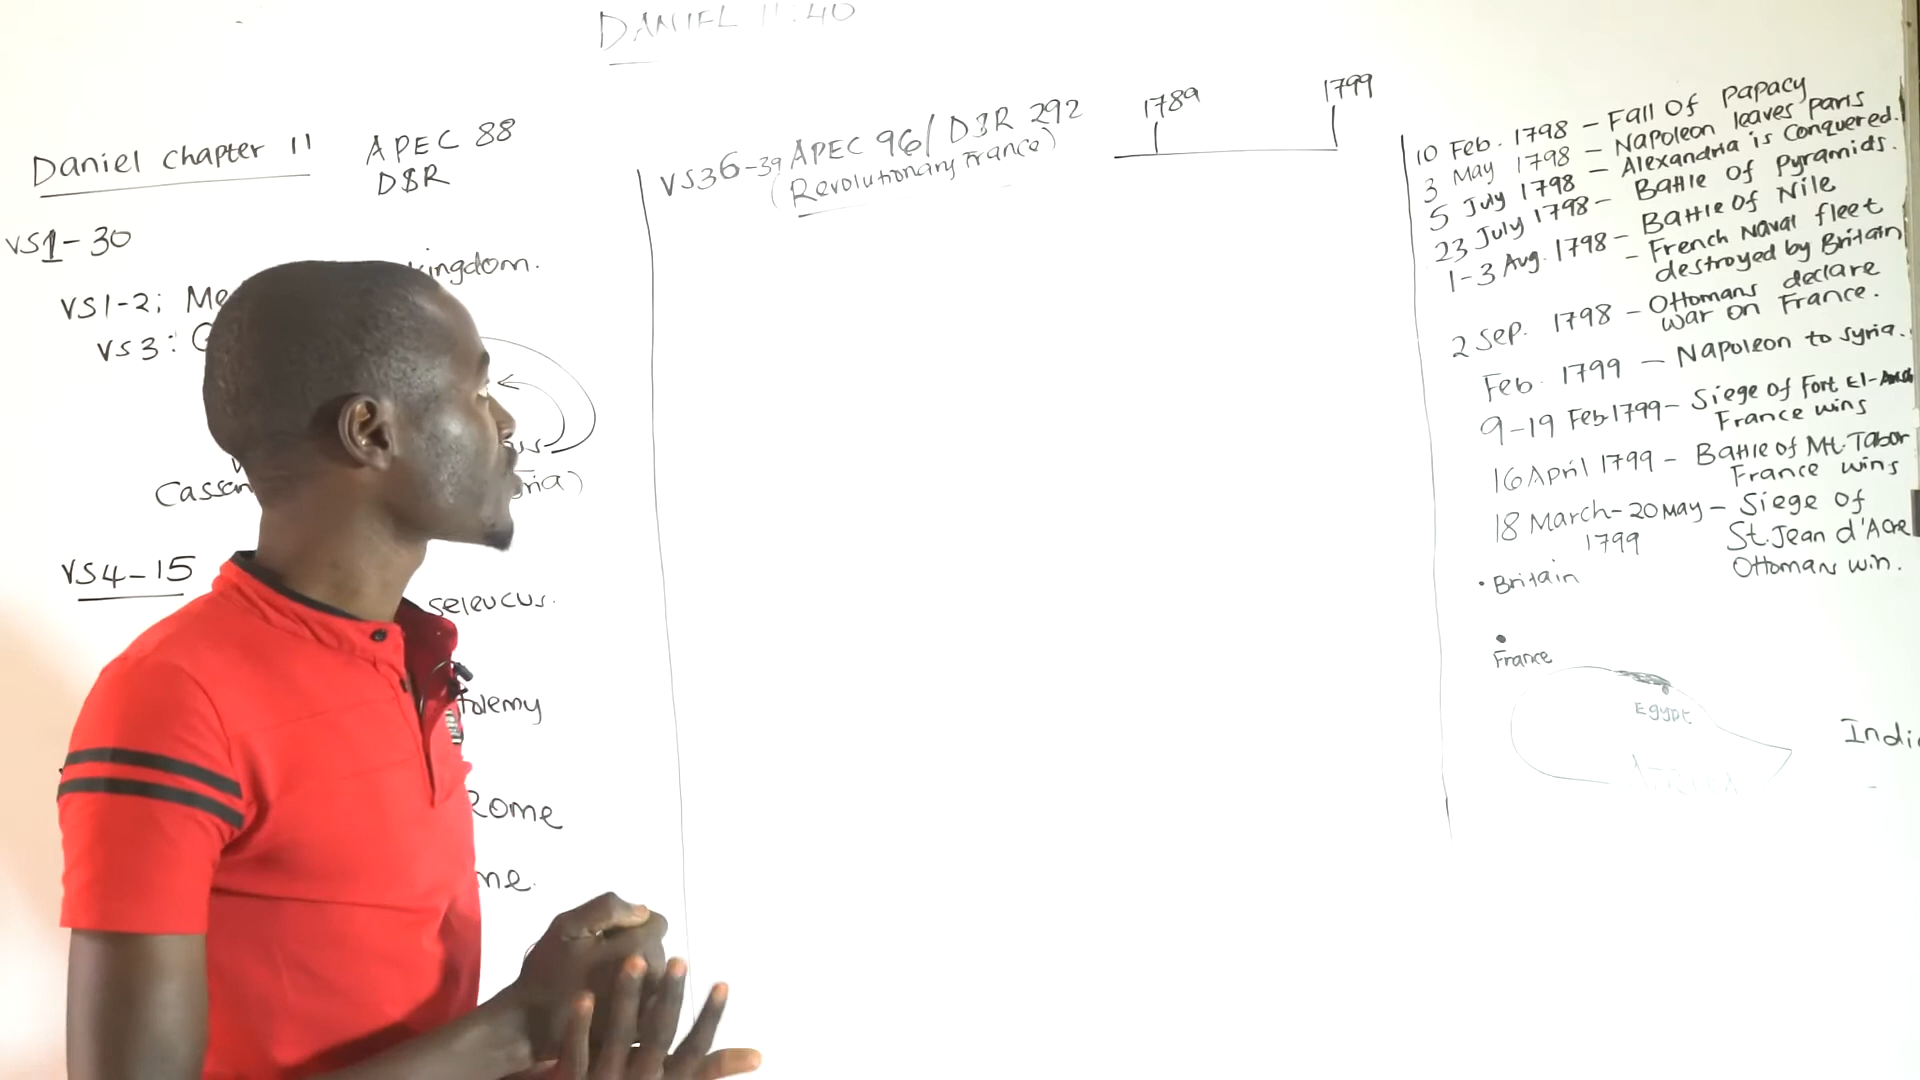 DANIEL 11:40
Daniel chapter 11
APEC 88
D&R
VS1-30
kingdom.
VS1-2; Me
VS3: G
Cassan
ria)
VS4-15
seleucus.
tolemy
Rome
me.
VS36-39 APEC 96/ D&R 292
(Revolutionary France)
1789
1799
10 Feb. 1798 - Fall Of Papacy
3 May 1798 - Napoleon leaves Paris
5 July 1798 - Alexandria is conquered.
23 July 1798 - Battle Of Pyramids.
1-3 Aug. 1798 - Battle Of Nile
- French Naval fleet
destroyed by Britain
2 Sep. 1798 - Ottomans declare
war on France.
Feb. 1799 - Napoleon to Syria.
9-19 Feb 1799 - Siege of Fort El-
France wins
16 April 1799 - Battle of Mt. Tabor
France wins
18 March - 20 May - Siege Of
1799
St. Jean d'Acre
Ottomans win.
• Britain
France
Egypt
India
AFRICA